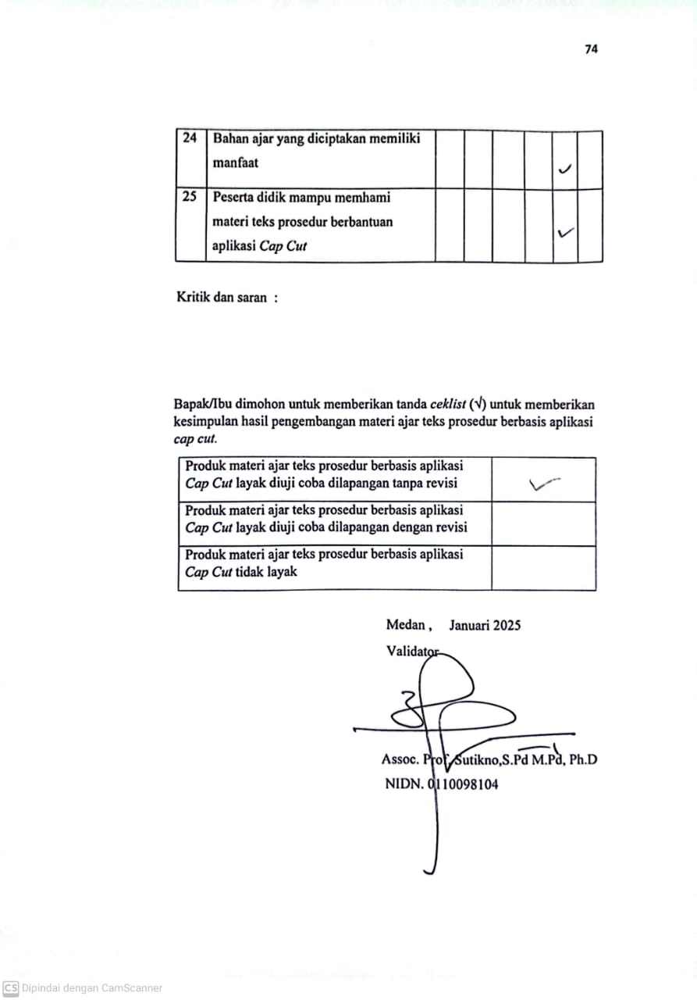 74
24 Bahan ajar yang diciptakan memiliki
manfaat ✓
25 Peserta didik mampu memhami
materi teks prosedur berbantuan ✓
aplikasi Cap Cut
Kritik dan saran :
Bapak/Ibu dimohon untuk memberikan tanda ceklist (√) untuk memberikan
kesimpulan hasil pengembangan materi ajar teks prosedur berbasis aplikasi
cap cut.
Produk materi ajar teks prosedur berbasis aplikasi
Cap Cut layak diuji coba dilapangan tanpa revisi ✓
Produk materi ajar teks prosedur berbasis aplikasi
Cap Cut layak diuji coba dilapangan dengan revisi
Produk materi ajar teks prosedur berbasis aplikasi
Cap Cut tidak layak
Medan , Januari 2025
Validator
Assoc. Prof. Sutikno,S.Pd M.Pd, Ph.D
NIDN. 0110098104
CS Dipindai dengan CamScanner